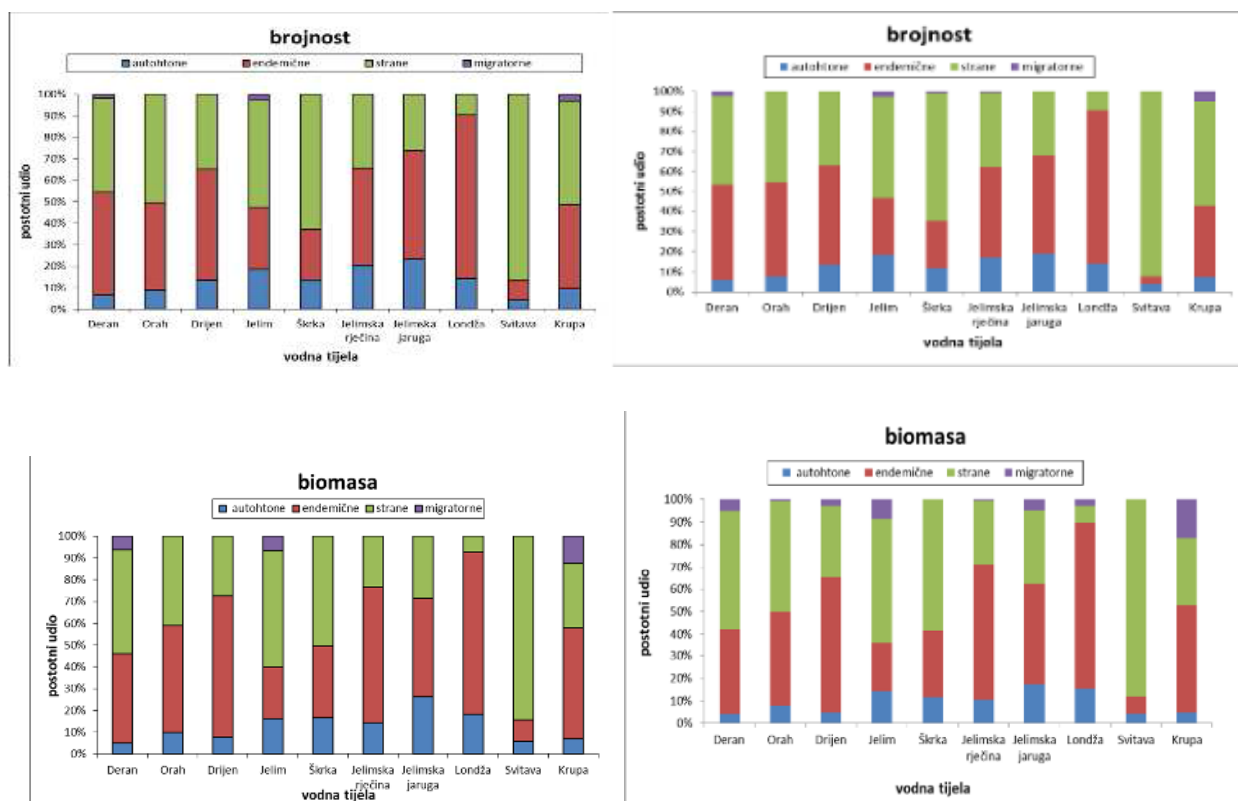 brojnost
autohtone endemične strane migratorne
100%
90%
80%
70%
60%
50%
40%
30%
20%
10%
0%
postotni udio
Deran Orah Drijen Jelim Škrka Jelimska rječina Jelimska jaruga Londža Svitava Krupa
vodna tijela
brojnost
autohtone endemične strane migratorne
100%
90%
80%
70%
60%
50%
40%
30%
20%
10%
0%
postotni udio
Deran Orah Drijen Jelim Škrka Jelimska rječina Jelimska jaruga Londža Svitava Krupa
vodna tijela
biomasa
autohtone endemične strane migratorne
100%
90%
80%
70%
60%
50%
40%
30%
20%
10%
0%
postotni udio
Deran Orah Drijen Jelim Škrka Jelimska rječina Jelimska jaruga Londža Svitava Krupa
vodna tijela
biomasa
autohtone endemične strane migratorne
100%
90%
80%
70%
60%
50%
40%
30%
20%
10%
0%
postotni udio
Deran Orah Drijen Jelim Škrka Jelimska rječina Jelimska jaruga Londža Svitava Krupa
vodna tijela